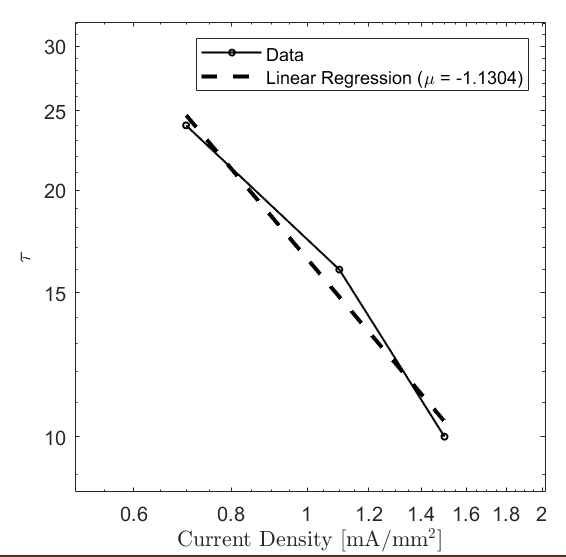 30
25
20
15
10
τ
Data
Linear Regression (μ = -1.1304)
0.6 0.8 1 1.2 1.4 1.6 1.8 2
Current Density [mA/mm²]